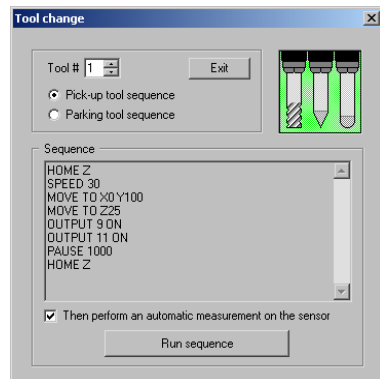 Tool change
Tool # 1 Exit
Pick-up tool sequence
Parking tool sequence
Sequence
HOME Z
SPEED 30
MOVE TO X0 Y100
MOVE TO Z25
OUTPUT 9 ON
OUTPUT 11 ON
PAUSE 1000
HOME Z
Then perform an automatic measurement on the sensor
Run sequence